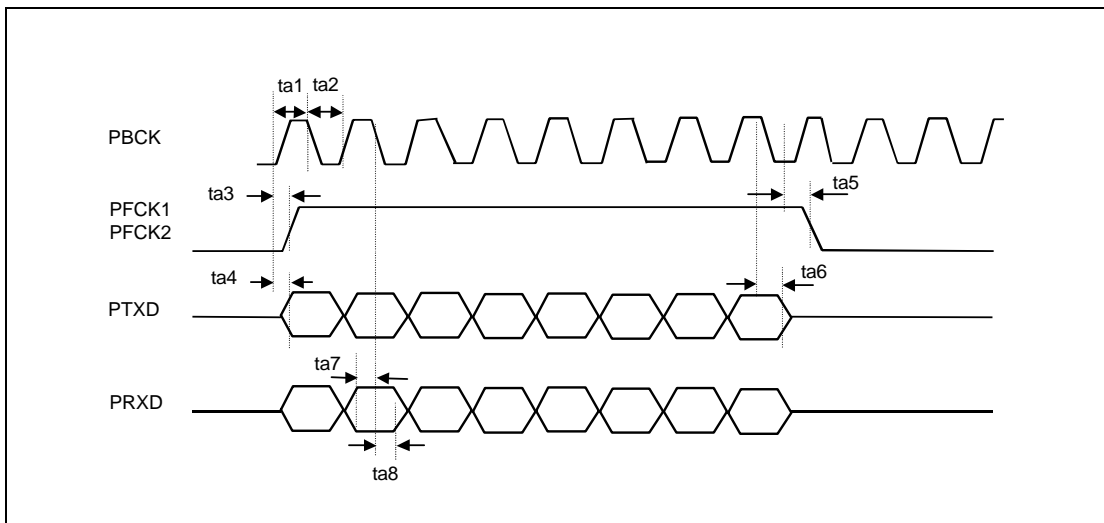 ta1 ta2
PBCK
ta3
ta5
PFCK1
PFCK2
ta4
ta6
PTXD
ta7
PRXD
ta8